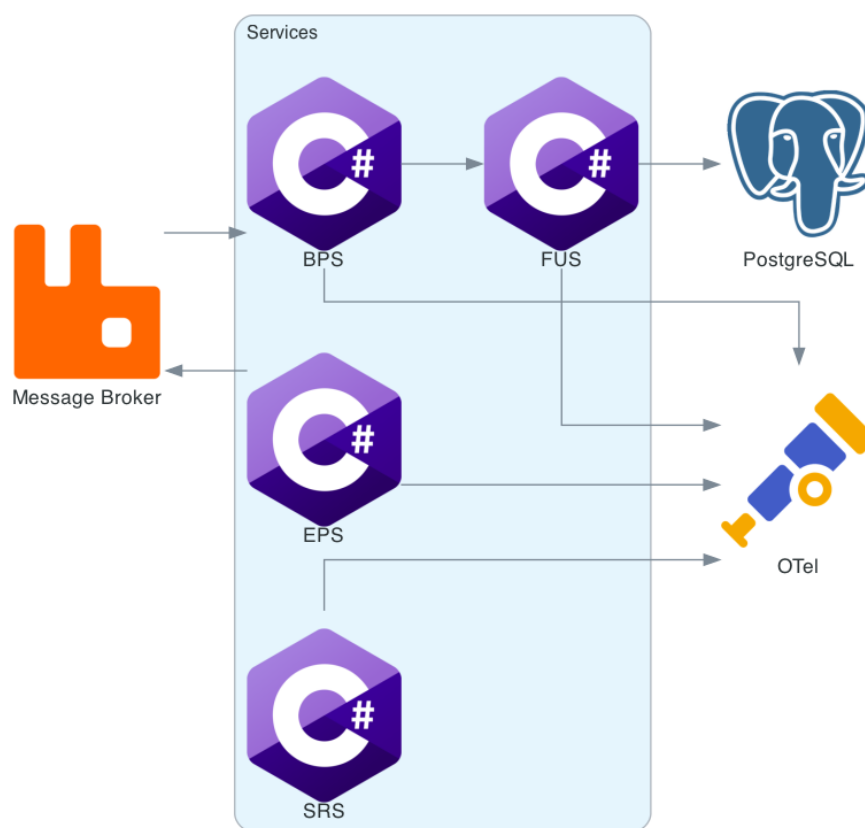 Services
C#
C#
BPS
FUS
PostgreSQL
Message Broker
C#
EPS
OTel
C#
SRS